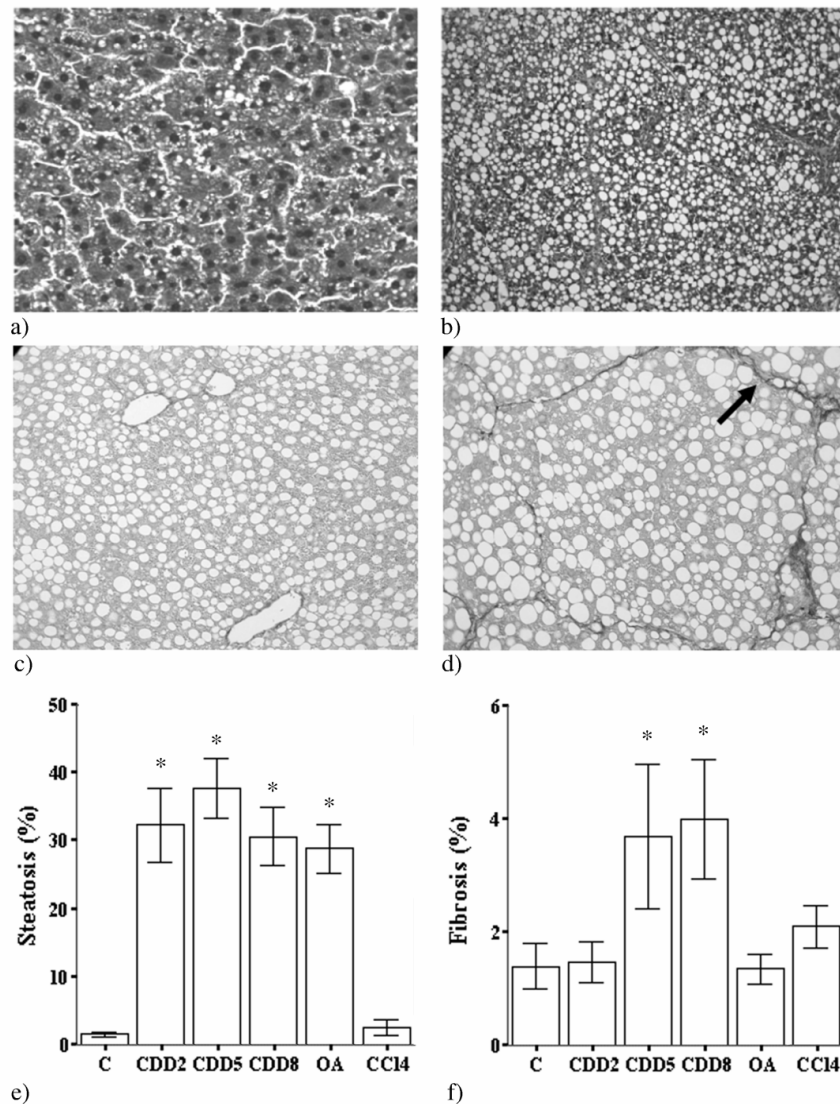 a)
b)
c)
d)
50
40
30
20
10
0
Steatosis (%)
*
*
*
*
C CDD2 CDD5 CDD8 OA CCl4
e)
6
4
2
0
Fibrosis (%)
*
*
C CDD2 CDD5 CDD8 OA CCl4
f)